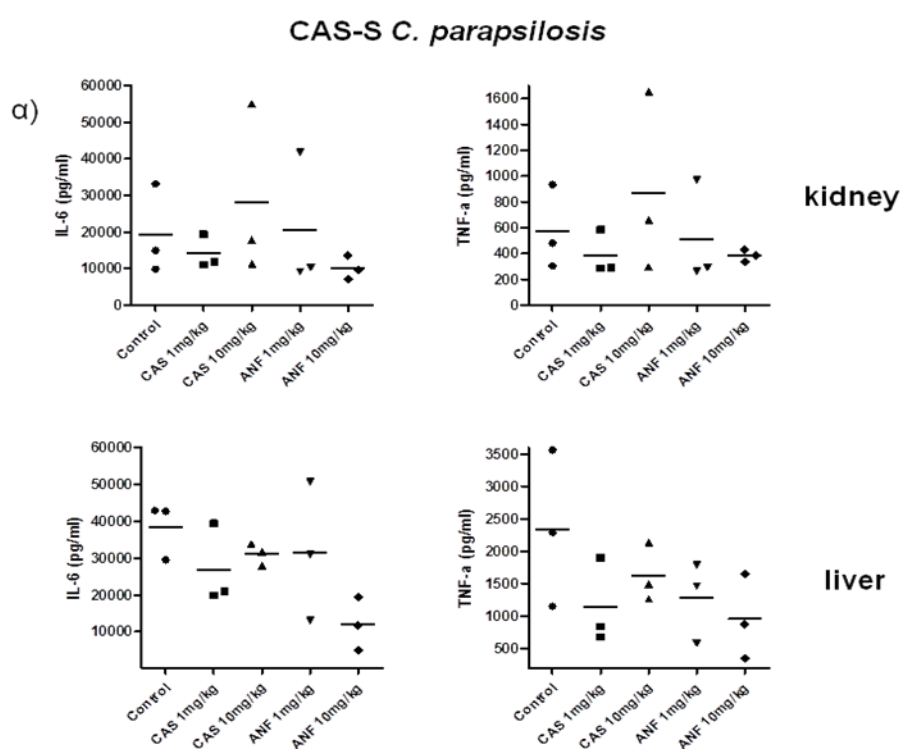 CAS-S C. parapsilosis
α)
IL-6 (pg/ml)
60000
50000
40000
30000
20000
10000
0
Control
CAS 1mg/kg
CAS 10mg/kg
ANF 1mg/kg
ANF 10mg/kg
TNF-a (pg/ml)
1600
1400
1200
1000
800
600
400
200
0
Control
CAS 1mg/kg
CAS 10mg/kg
ANF 1mg/kg
ANF 10mg/kg
kidney
IL-6 (pg/ml)
60000
50000
40000
30000
20000
10000
Control
CAS 1mg/kg
CAS 10mg/kg
ANF 1mg/kg
ANF 10mg/kg
TNF-a (pg/ml)
3500
3000
2500
2000
1500
1000
500
Control
CAS 1mg/kg
CAS 10mg/kg
ANF 1mg/kg
ANF 10mg/kg
liver